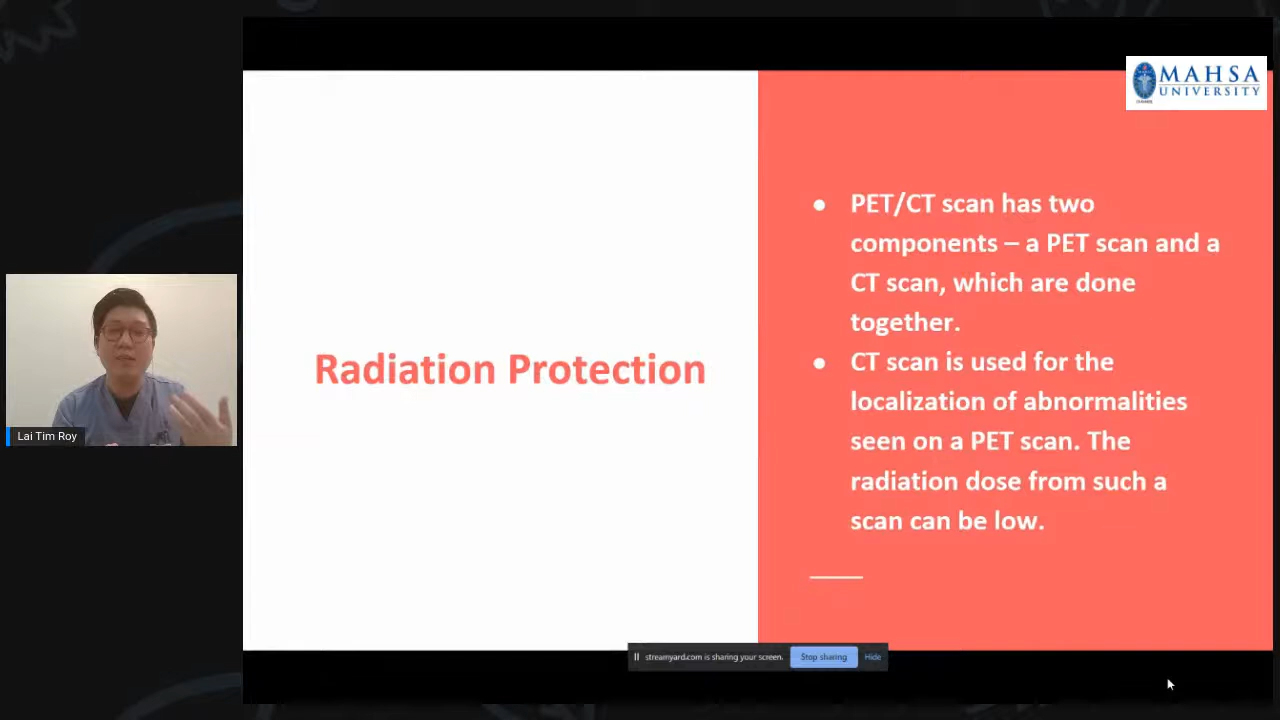 MAHSA
UNIVERSITY
PET/CT scan has two
components – a PET scan and a
CT scan, which are done
together.
CT scan is used for the
localization of abnormalities
seen on a PET scan. The
radiation dose from such a
scan can be low.
Radiation Protection
Lai Tim Roy
streamyard.com is sharing your screen.
Stop sharing
Hide